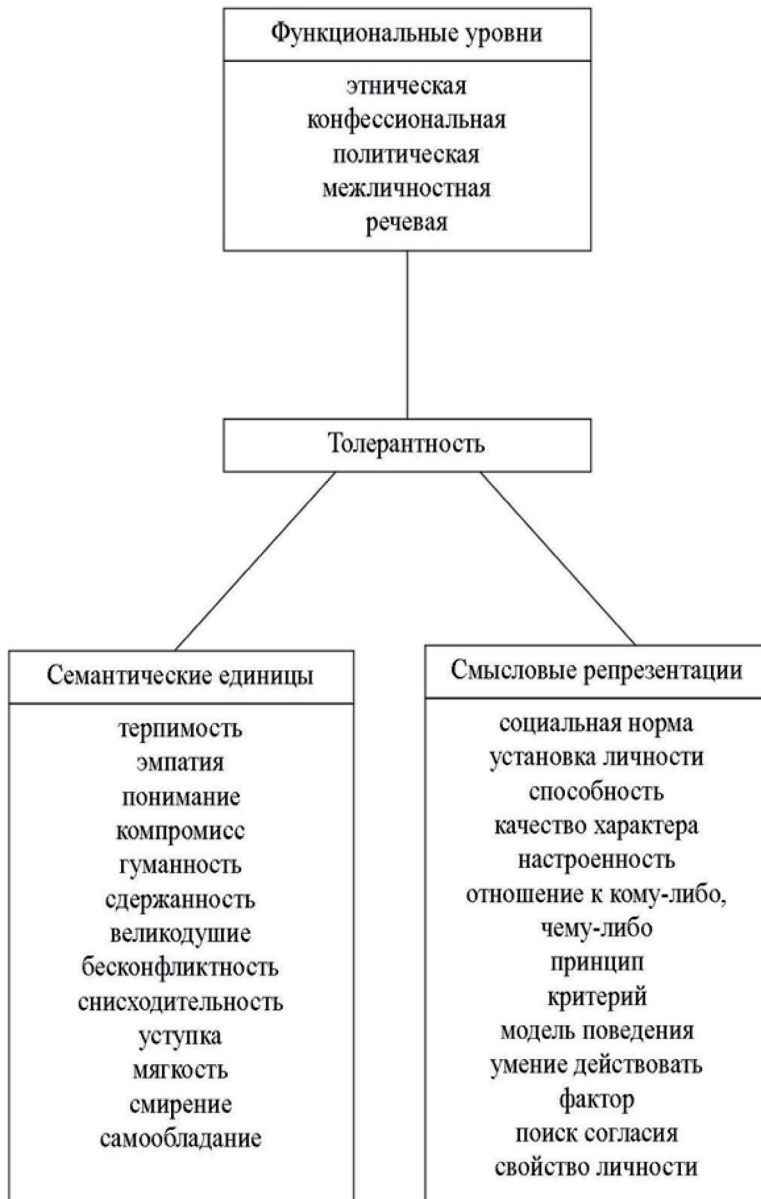 Функциональные уровни
этническая
конфессиональная
политическая
межличностная
речевая
Толерантность
Семантические единицы
терпимость
эмпатия
понимание
компромисс
гуманность
сдержанность
великодушие
бесконфликтность
снисходительность
уступка
мягкость
смирение
самообладание
Смысловые репрезентации
социальная норма
установка личности
способность
качество характера
настроенность
отношение к кому-либо,
чему-либо
принцип
критерий
модель поведения
умение действовать
фактор
поиск согласия
свойство личности